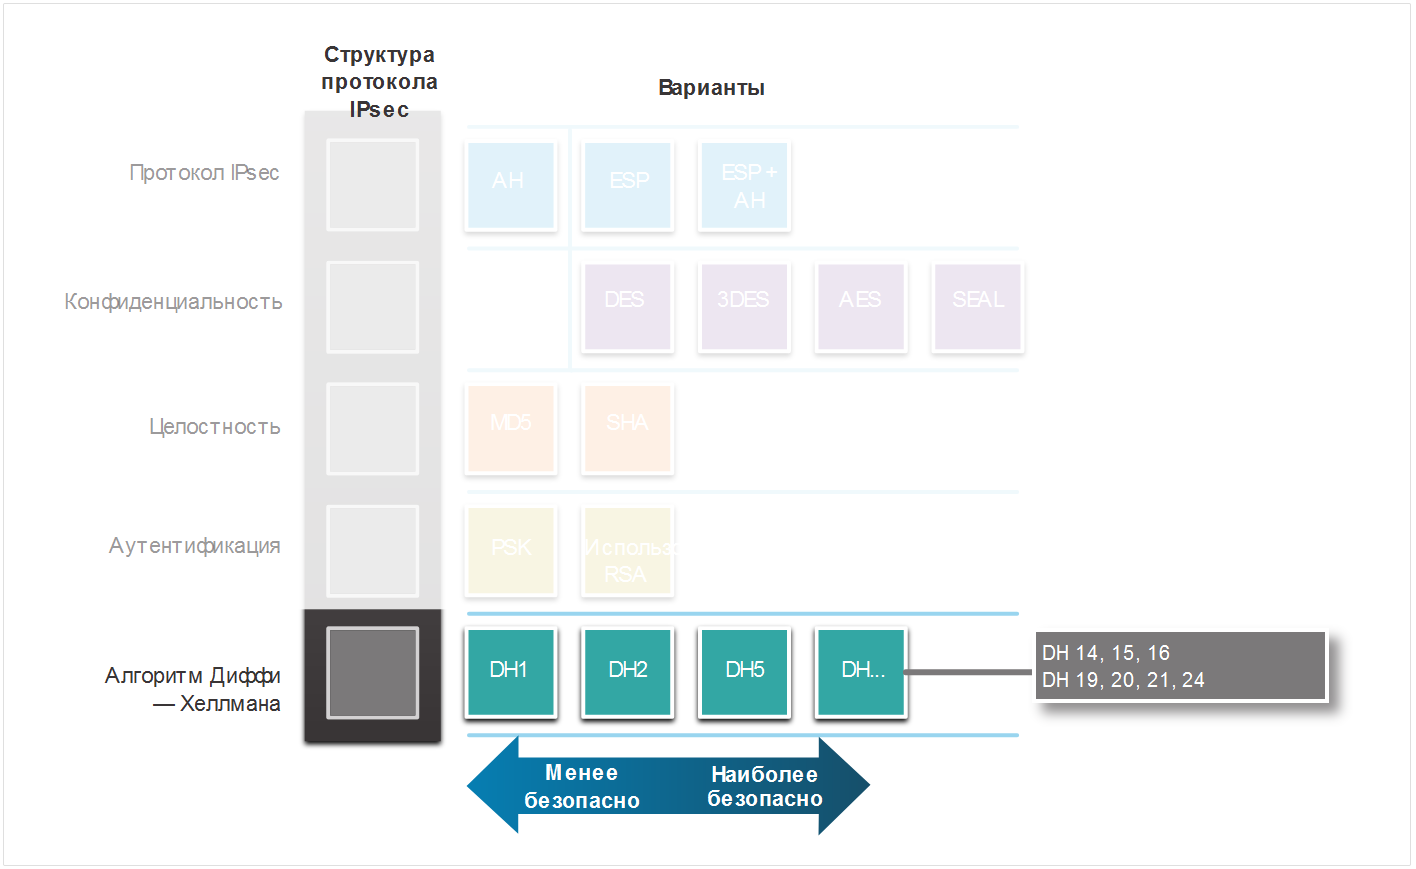 Структура
протокола
IPsec
Варианты
Протокол IPsec
AH
ESP
ESP +
AH
Конфиденциальность
DES
3DES
AES
SEAL
Целостность
MD5
SHA
Аутентификация
PSK
Использо
RSA
Алгоритм Диффи
— Хеллмана
DH1
DH2
DH5
DH...
DH 14, 15, 16
DH 19, 20, 21, 24
Менее
безопасно
Наиболее
безопасно